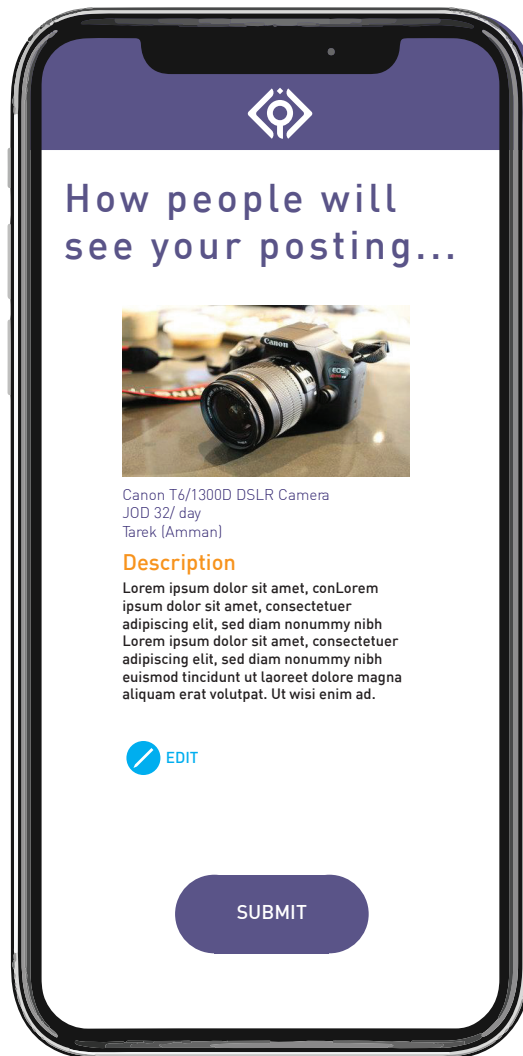 How people will
see your posting...
Canon
EOS
Canon T6/1300D DSLR Camera
JOD 32/ day
Tarek (Amman)
Description
Lorem ipsum dolor sit amet, conLorem
ipsum dolor sit amet, consectetuer
adipiscing elit, sed diam nonummy nibh
Lorem ipsum dolor sit amet, consectetuer
adipiscing elit, sed diam nonummy nibh
euismod tincidunt ut laoreet dolore magna
aliquam erat volutpat. Ut wisi enim ad.
EDIT
SUBMIT